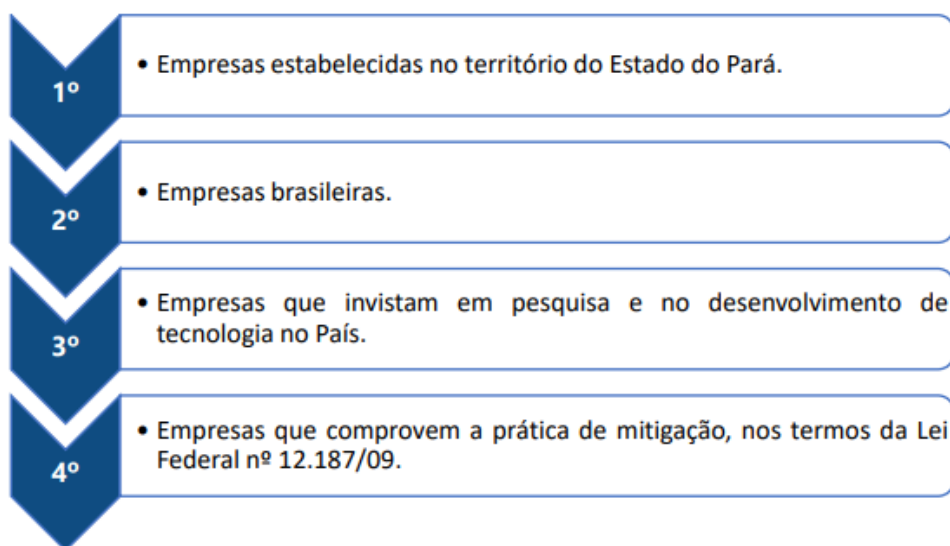 1º
• Empresas estabelecidas no território do Estado do Pará.
2º
• Empresas brasileiras.
3º
• Empresas que invistam em pesquisa e no desenvolvimento de
tecnologia no País.
4º
• Empresas que comprovem a prática de mitigação, nos termos da Lei
Federal nº 12.187/09.